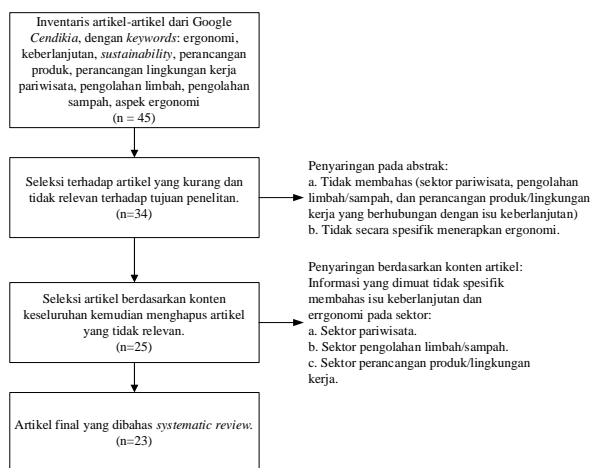 Inventaris artikel-artikel dari Google
Cendikia, dengan keywords: ergonomi,
keberlanjutan, sustainability, perancangan
produk, perancangan lingkungan kerja
pariwisata, pengolahan limbah, pengolahan
sampah, aspek ergonomi
(n = 45)
Seleksi terhadap artikel yang kurang dan
tidak relevan terhadap tujuan penelitan.
(n=34)
Penyaringan pada abstrak:
a. Tidak membahas (sektor pariwisata, pengolahan
limbah/sampah, dan perancangan produk/lingkungan
kerja yang berhubungan dengan isu keberlanjutan)
b. Tidak secara spesifik menerapkan ergonomi.
Seleksi artikel berdasarkan konten
keseluruhan kemudian menghapus artikel
yang tidak relevan.
(n=25)
Penyaringan berdasarkan konten artikel:
Informasi yang dimuat tidak spesifik
membahas isu keberlanjutan dan
errgonomi pada sektor:
a. Sektor pariwisata.
b. Sektor pengolahan limbah/sampah.
c. Sektor perancangan produk/lingkungan
kerja.
Artikel final yang dibahas systematic review.
(n=23)